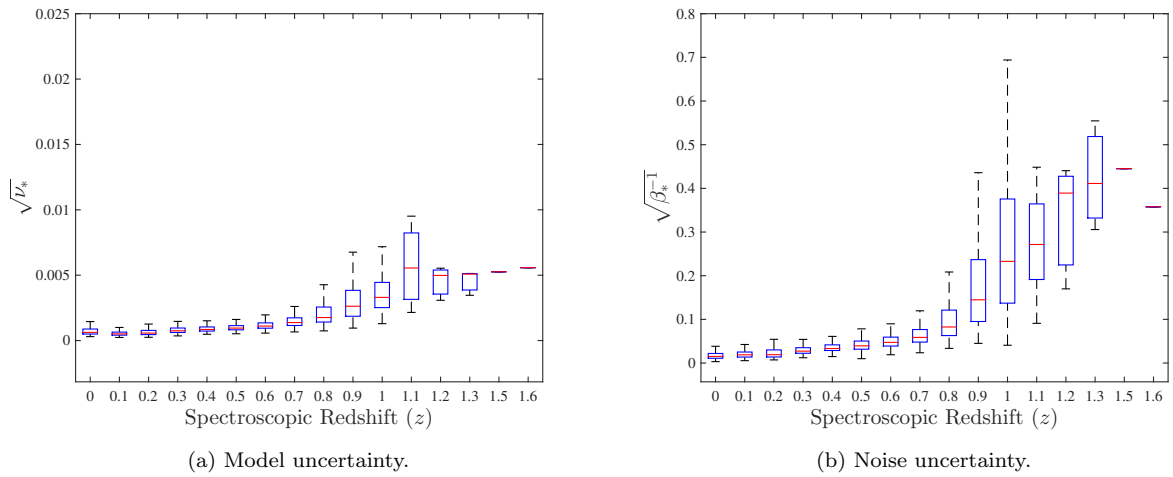 0.025
0.02
0.015
0.01
0.005
0
√ν*
0 0.1 0.2 0.3 0.4 0.5 0.6 0.7 0.8 0.9 1 1.1 1.2 1.3 1.5 1.6
Spectroscopic Redshift (z)
(a) Model uncertainty.
0.8
0.7
0.6
0.5
0.4
0.3
0.2
0.1
0
√β*⁻¹
0 0.1 0.2 0.3 0.4 0.5 0.6 0.7 0.8 0.9 1 1.1 1.2 1.3 1.5 1.6
Spectroscopic Redshift (z)
(b) Noise uncertainty.